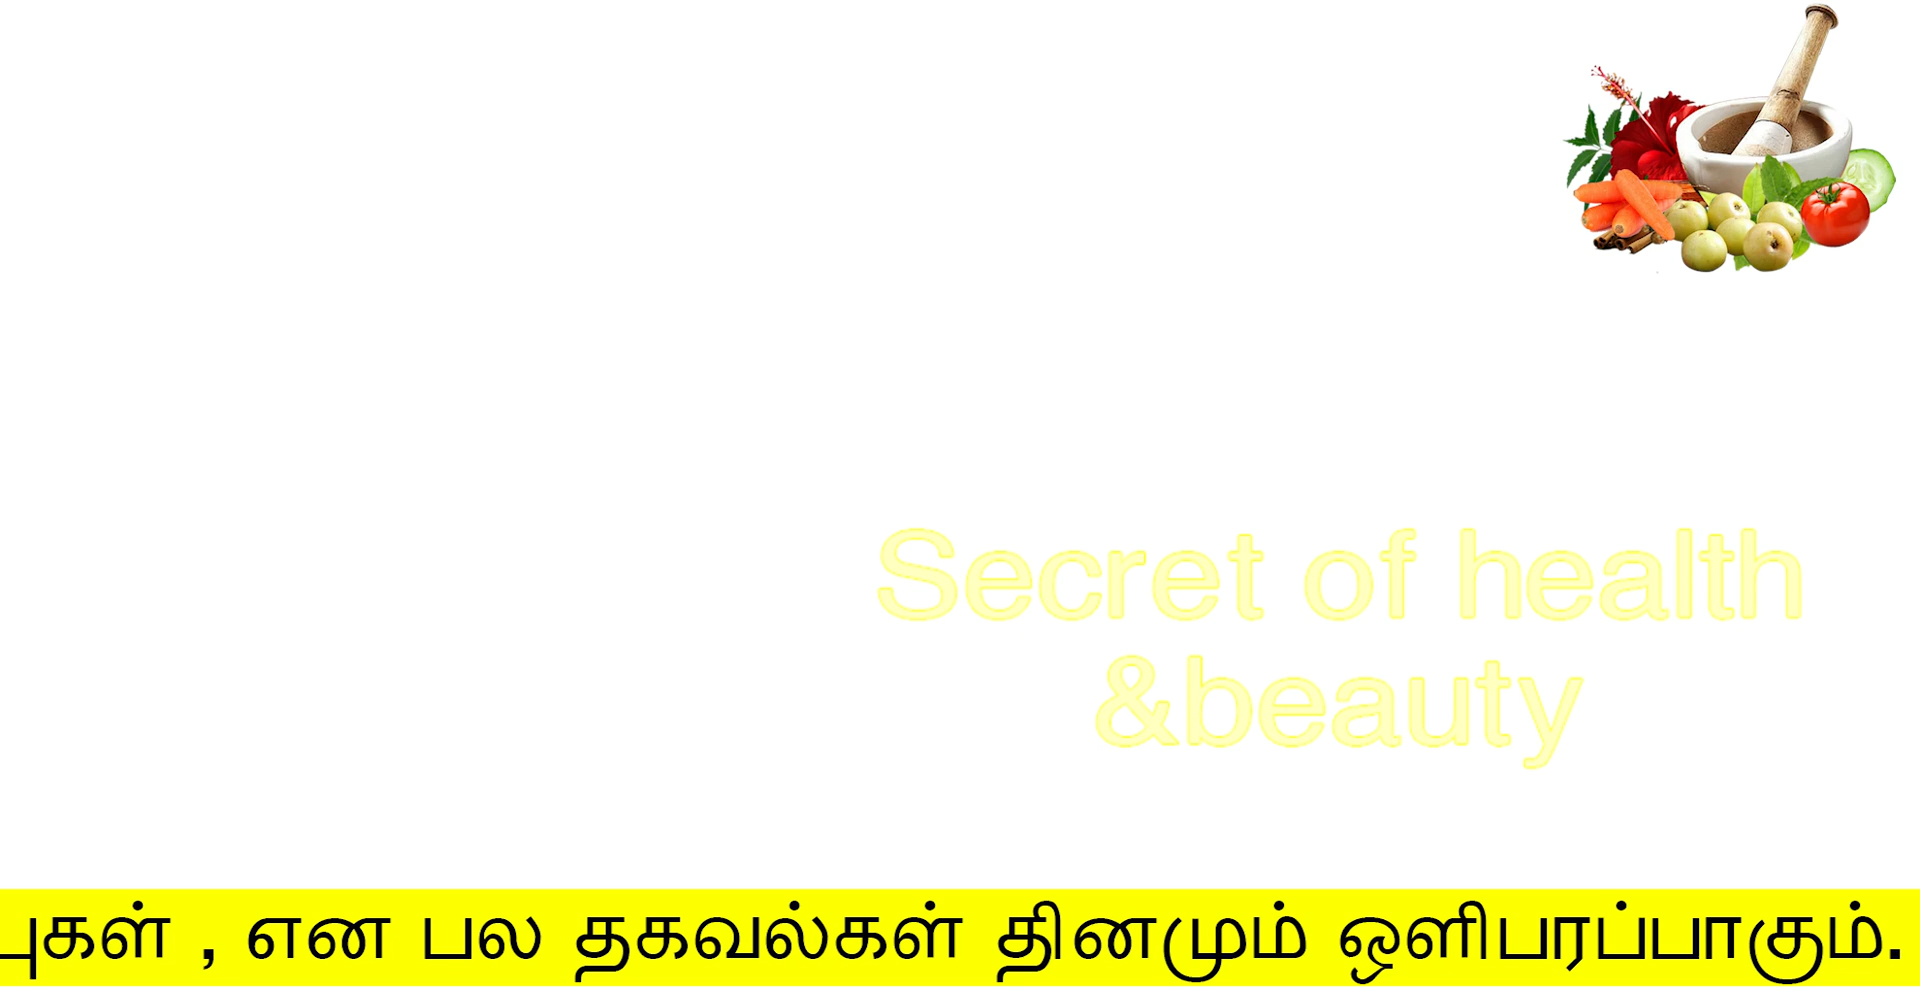 Secret of health
&beauty
புகள் , என பல தகவல்கள் தினமும் ஒளிபரப்பாகும்.